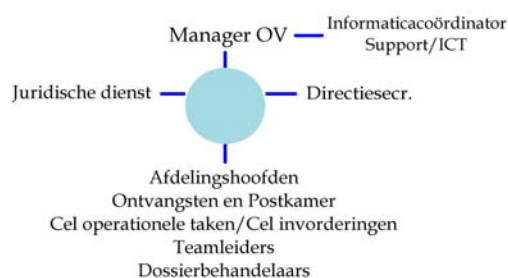 Manager OV
Informaticacoördinator
Support/ICT
Juridische dienst
Directiesecr.
Afdelingshoofden
Ontvangsten en Postkamer
Cel operationele taken/Cel invorderingen
Teamleiders
Dossierbehandelaars